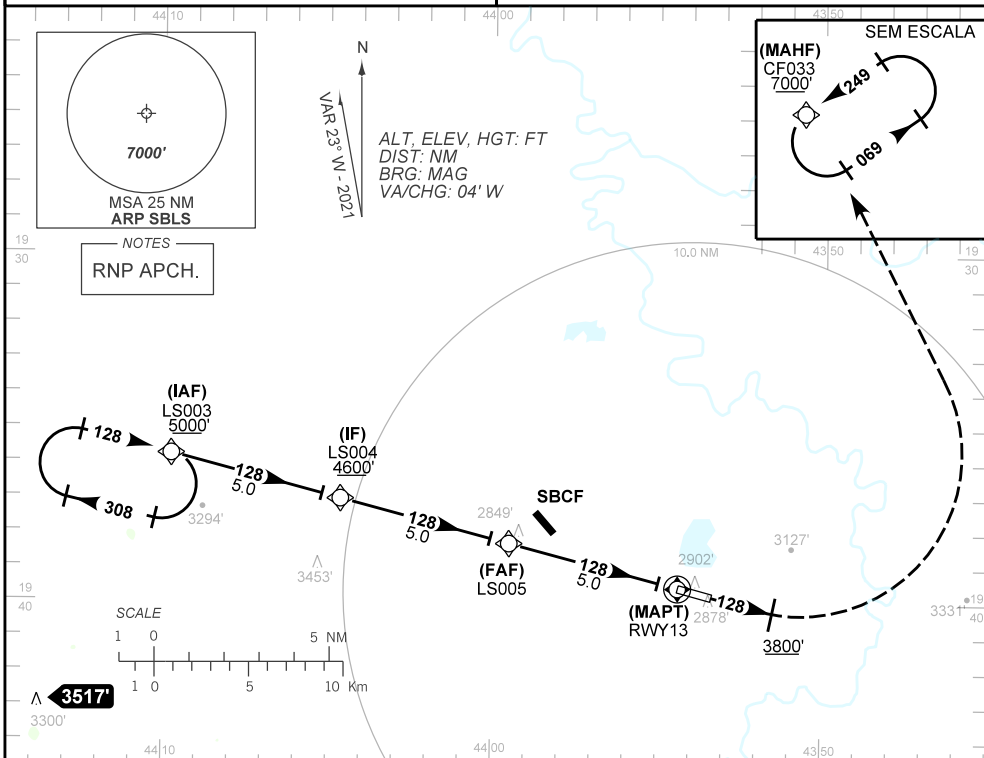 44 10
44 00
43 50
7000'
MSA 25 NM
ARP SBLS
NOTES
RNP APCH.
N
VAR 23° W - 2021
ALT, ELEV, HGT: FT
DIST: NM
BRG: MAG
VA/CHG: 04' W
SEM ESCALA
(MAHF)
CF033
7000'
249
069
43 50
19
30
19
30
10.0 NM
(IAF)
LS003
5000'
128
308
3294'
128
5.0
(IF)
LS004
4600'
128
5.0
3453'
2849'
SBCF
(FAF)
LS005
128
5.0
2902'
3127'
(MAPT)
RWY13
128
2878'
3800'
3331'
19
40
19
40
SCALE
1 0 5 NM
1 0 5 10 Km
3517'
3300'
44 10
44 00
43 50